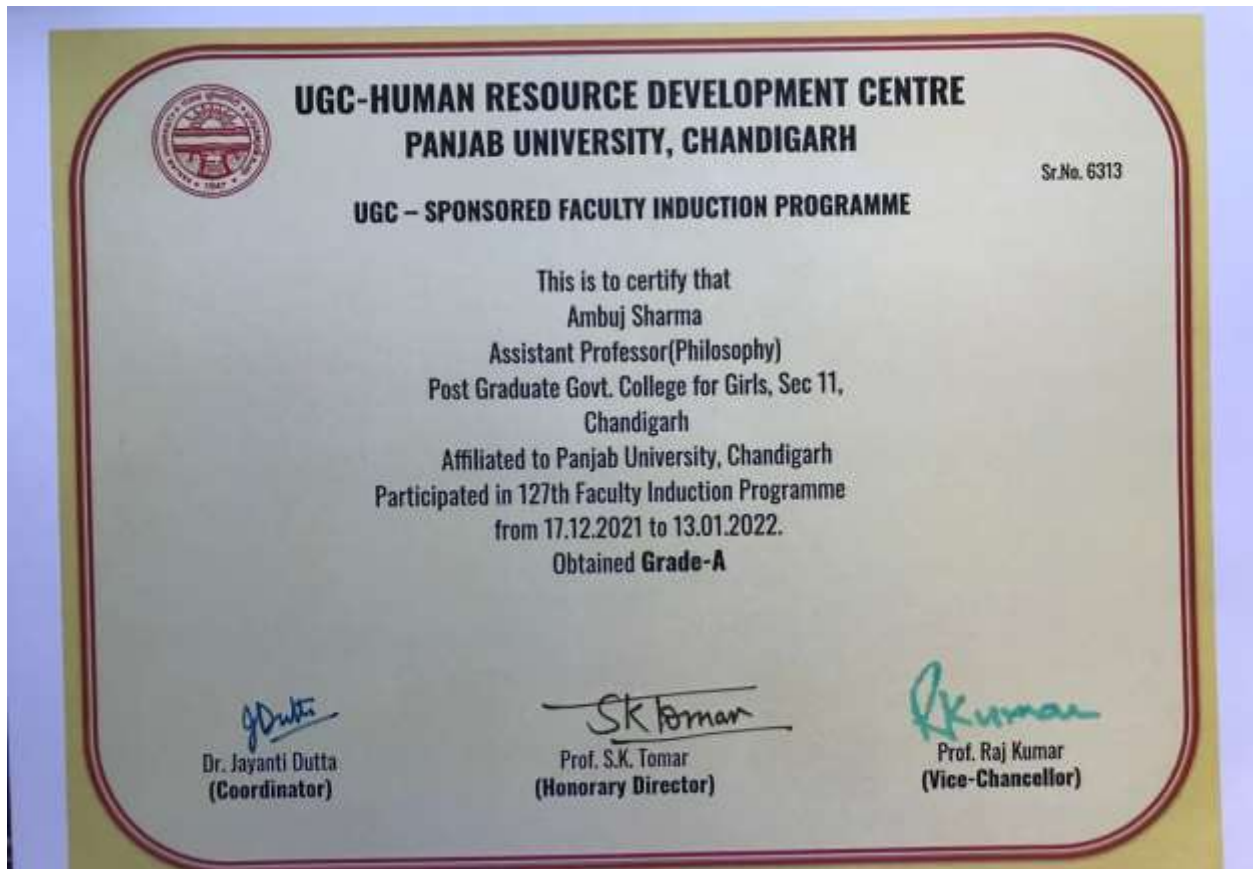 UGC-HUMAN RESOURCE DEVELOPMENT CENTRE
PANJAB UNIVERSITY, CHANDIGARH
Sr.No. 6313
UGC – SPONSORED FACULTY INDUCTION PROGRAMME
This is to certify that
Ambuj Sharma
Assistant Professor(Philosophy)
Post Graduate Govt. College for Girls, Sec 11,
Chandigarh
Affiliated to Panjab University, Chandigarh
Participated in 127th Faculty Induction Programme
from 17.12.2021 to 13.01.2022.
Obtained Grade-A
JDutta
SKTomar
RKumar
Dr. Jayanti Dutta
(Coordinator)
Prof. S.K. Tomar
(Honorary Director)
Prof. Raj Kumar
(Vice-Chancellor)